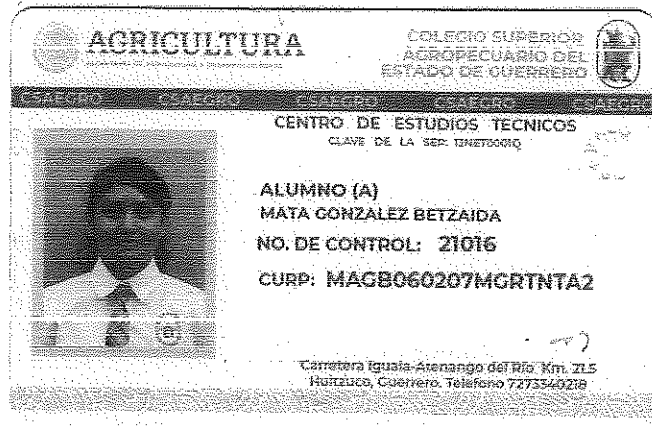 AGRICULTURA
COLEGIO SUPERIOR
AGROPECUARIO DEL
ESTADO DE GUERRERO
CSAEGRO CSAEGRO CSAEGRO CSAEGRO CSAEGR
CENTRO DE ESTUDIOS TECNICOS
CLAVE DE LA SEP:
ALUMNO (A)
MATA GONZALEZ BETZAIDA
NO. DE CONTROL: 21016
CURP: MAGB060207MGRTNTA2
Carretera Iguala-Atenango del Río, Km. 21.5
Huitzuco, Guerrero. Teléfono 7273340218